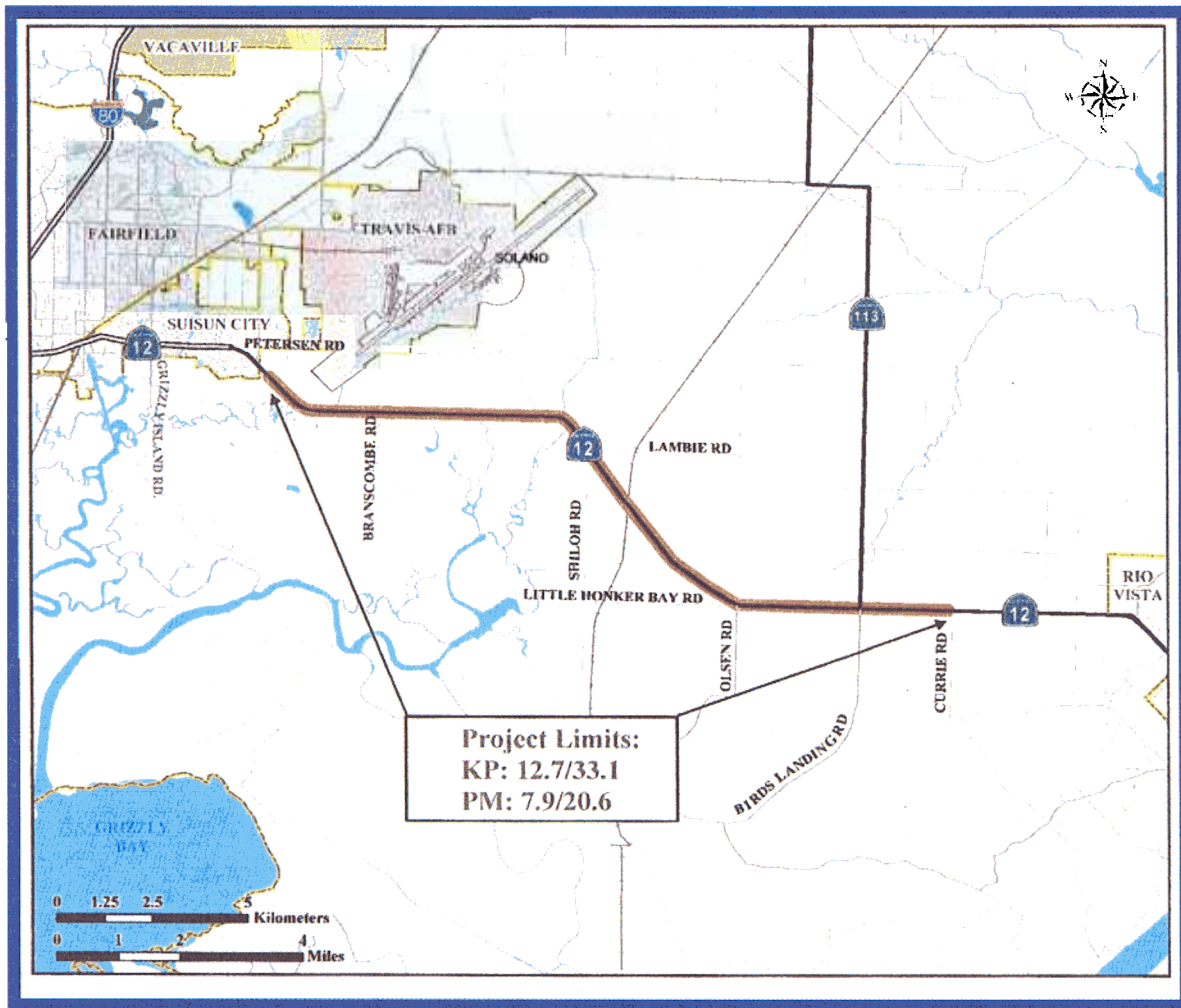 VACAVILLE
N
W E
S
80
FAIRFIELD
TRAVIS AFB
SOLANO
113
SUISUN CITY
PETERSEN RD
12
GRIZZLY ISLAND RD.
BRANSCOMBE RD
12
LAMBIE RD
SHILOH RD
LITTLE HONKER BAY RD
OLSEN RD
CURRIE RD
12
RIO
VISTA
BIRDS LANDING RD
Project Limits:
KP: 12.7/33.1
PM: 7.9/20.6
GRIZZLY
BAY
0 1.25 2.5 5
Kilometers
0 1 2 4
Miles